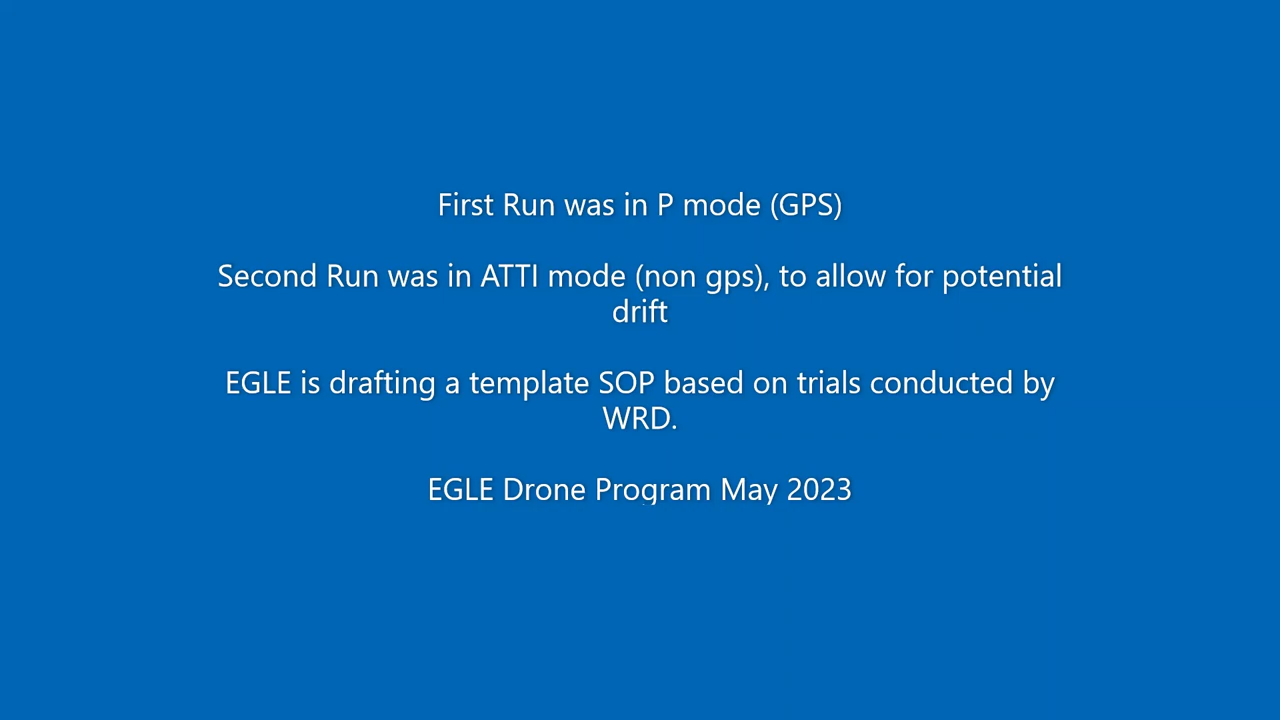 First Run was in P mode (GPS)
Second Run was in ATTI mode (non gps), to allow for potential
drift
EGLE is drafting a template SOP based on trials conducted by
WRD.
EGLE Drone Program May 2023